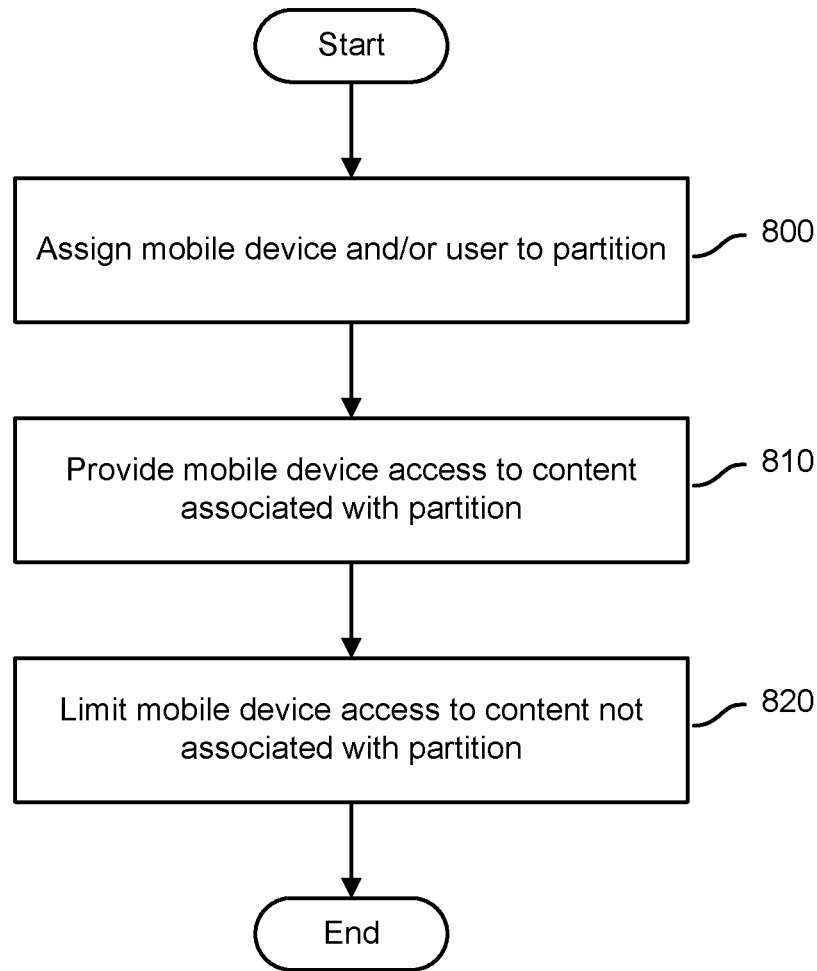 Start
Assign mobile device and/or user to partition
800
Provide mobile device access to content
associated with partition
810
Limit mobile device access to content not
associated with partition
820
End